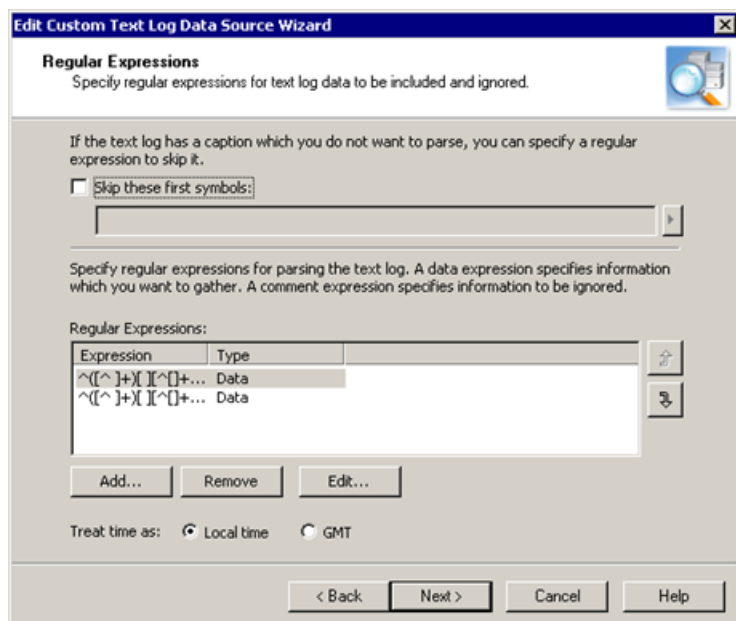 Edit Custom Text Log Data Source Wizard
Regular Expressions
Specify regular expressions for text log data to be included and ignored.
If the text log has a caption which you do not want to parse, you can specify a regular
expression to skip it.
Skip these first symbols:
Specify regular expressions for parsing the text log. A data expression specifies information
which you want to gather. A comment expression specifies information to be ignored.
Regular Expressions:
Expression Type
^([^ ]+)[ ][^[]+... Data
^([^ ]+)[ ][^[]+... Data
Add... Remove Edit...
Treat time as: Local time GMT
< Back Next > Cancel Help